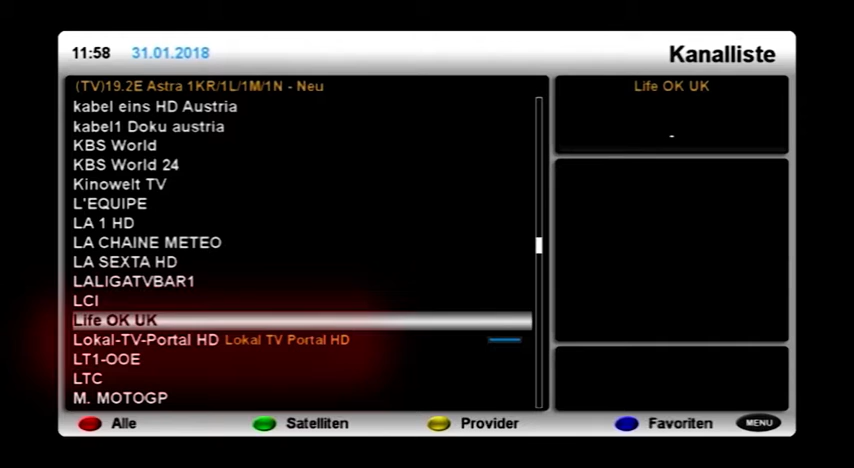 11:58 31.01.2018 Kanalliste
(TV)19.2E Astra 1KR/1L/1M/1N - Neu
kabel eins HD Austria
kabel1 Doku austria
KBS World
KBS World 24
Kinowelt TV
L'EQUIPE
LA 1 HD
LA CHAINE METEO
LA SEXTA HD
LALIGATVBAR1
LCI
Life OK UK
Lokal-TV-Portal HD Lokal TV Portal HD
LT1-OOE
LTC
M. MOTOGP
Life OK UK
-
Alle Satelliten Provider Favoriten MENU